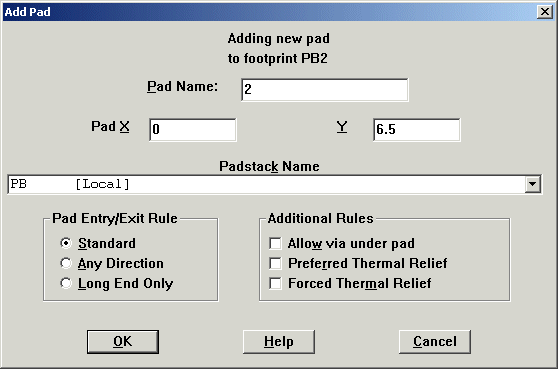 Add Pad
Adding new pad
to footprint PB2
Pad Name: 2
Pad X 0 Y 6.5
Padstack Name
PB [Local]
Pad Entry/Exit Rule Additional Rules
Standard Allow via under pad
Any Direction Preferred Thermal Relief
Long End Only Forced Thermal Relief
OK Help Cancel